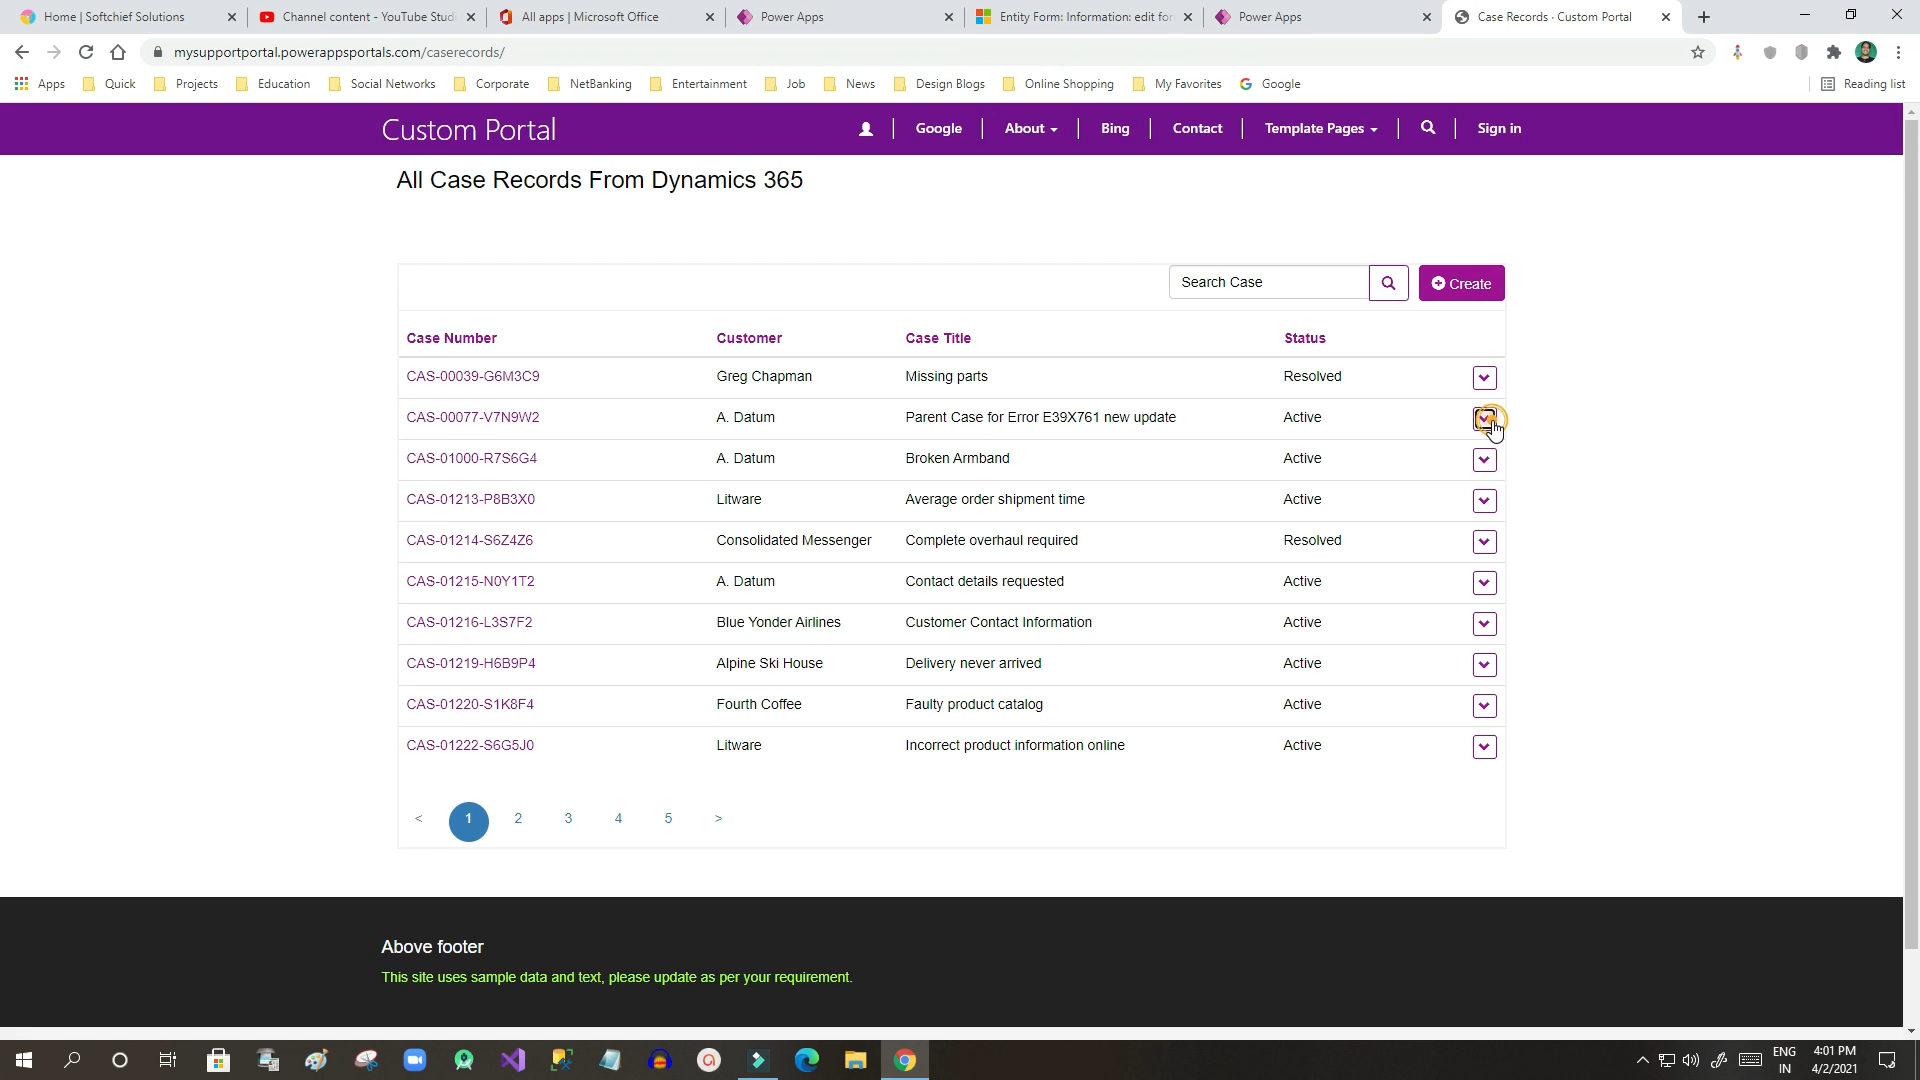 Home | Softchief Solutions
Channel content - YouTube Studi
All apps | Microsoft Office
Power Apps
Entity Form: Information: edit for
Power Apps
Case Records · Custom Portal
mysupportportal.powerappsportals.com/caserecords/
Apps Quick Projects Education Social Networks Corporate NetBanking Entertainment Job News Design Blogs Online Shopping My Favorites Google Reading list
Custom Portal Google About Bing Contact Template Pages Sign in
All Case Records From Dynamics 365
Search Case Create
Case Number Customer Case Title Status
CAS-00039-G6M3C9 Greg Chapman Missing parts Resolved
CAS-00077-V7N9W2 A. Datum Parent Case for Error E39X761 new update Active
CAS-01000-R7S6G4 A. Datum Broken Armband Active
CAS-01213-P8B3X0 Litware Average order shipment time Active
CAS-01214-S6Z4Z6 Consolidated Messenger Complete overhaul required Resolved
CAS-01215-N0Y1T2 A. Datum Contact details requested Active
CAS-01216-L3S7F2 Blue Yonder Airlines Customer Contact Information Active
CAS-01219-H6B9P4 Alpine Ski House Delivery never arrived Active
CAS-01220-S1K8F4 Fourth Coffee Faulty product catalog Active
CAS-01222-S6G5J0 Litware Incorrect product information online Active
< 1 2 3 4 5 >
Above footer
This site uses sample data and text, please update as per your requirement.
ENG 4:01 PM
IN 4/2/2021